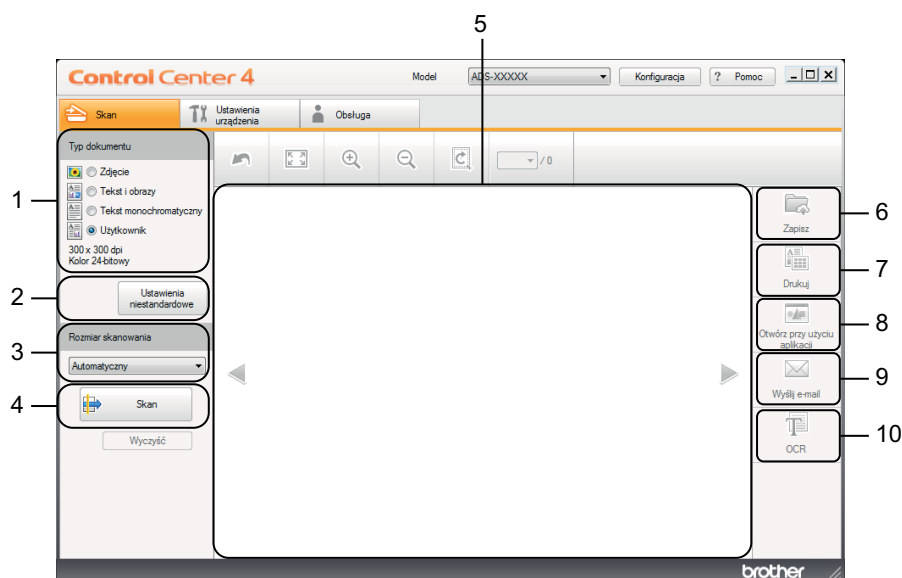 5
Control Center 4
Model
ADS-XXXXX
Konfiguracja
? Pomoc
Skan
Ustawienia
urządzenia
Obsługa
Typ dokumentu
Zdjęcie
Tekst i obrazy
Tekst monochromatyczny
Użytkownik
300 x 300 dpi
Kolor 24-bitowy
1
Ustawienia
niestandardowe
2
Rozmiar skanowania
Automatyczny
3
Skan
4
Wyczyść
/ 0
Zapisz
6
Drukuj
7
Otwórz przy użyciu
aplikacji
8
Wyślij e-mail
9
OCR
10
brother